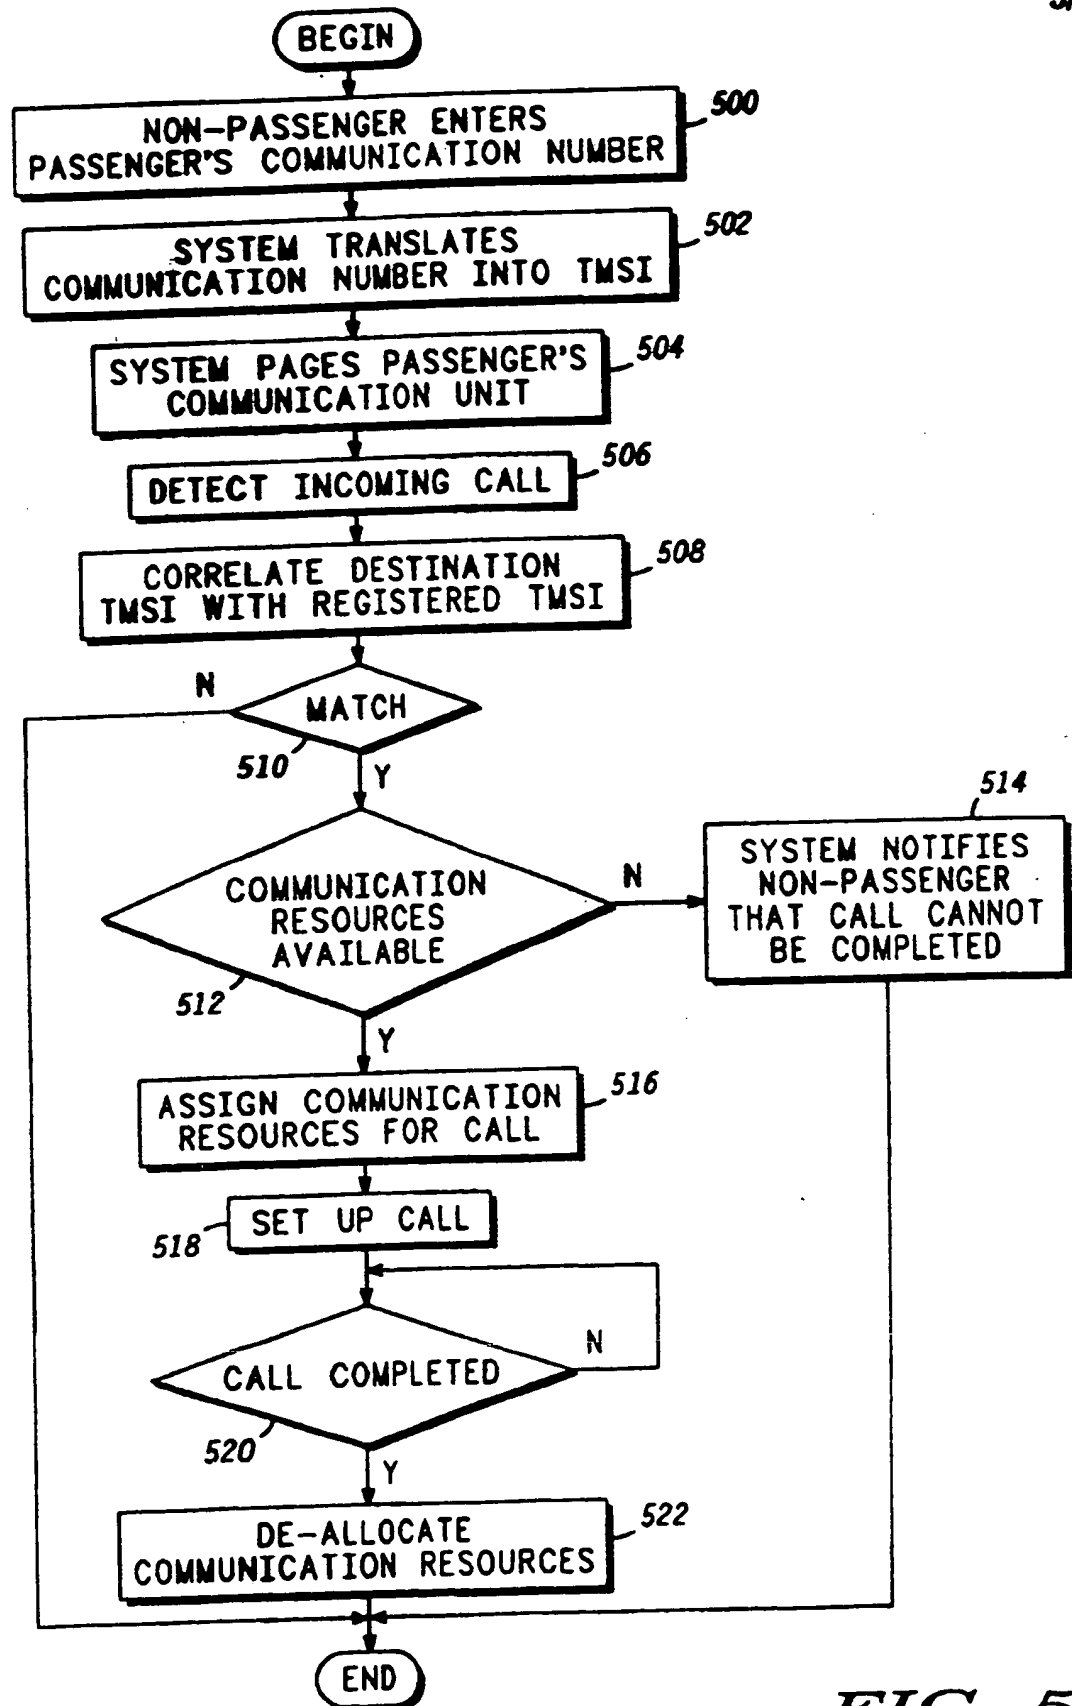 BEGIN
NON-PASSENGER ENTERS
PASSENGER'S COMMUNICATION NUMBER
500
SYSTEM TRANSLATES
COMMUNICATION NUMBER INTO TMSI
502
SYSTEM PAGES PASSENGER'S
COMMUNICATION UNIT
504
DETECT INCOMING CALL
506
CORRELATE DESTINATION
TMSI WITH REGISTERED TMSI
508
N
MATCH
510
Y
COMMUNICATION
RESOURCES
AVAILABLE
512
N
514
SYSTEM NOTIFIES
NON-PASSENGER
THAT CALL CANNOT
BE COMPLETED
Y
ASSIGN COMMUNICATION
RESOURCES FOR CALL
516
SET UP CALL
518
CALL COMPLETED
N
520
Y
DE-ALLOCATE
COMMUNICATION RESOURCES
522
END
FIG. 5